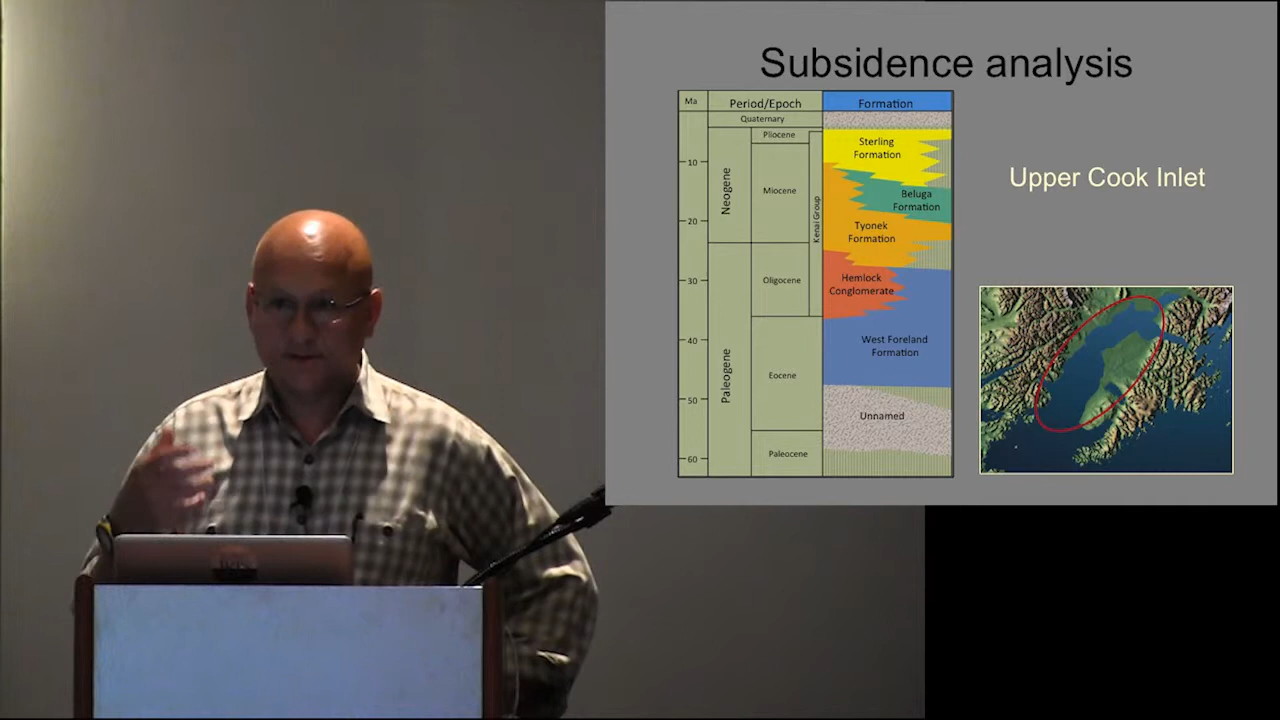 Subsidence analysis
Ma
Period/Epoch
Formation
Quaternary
Pliocene
Sterling
Formation
10
Neogene
Miocene
Kenai Group
Beluga
Formation
20
Tyonek
Formation
30
Oligocene
Hemlock
Conglomerate
40
West Foreland
Formation
Paleogene
Eocene
50
Unnamed
Paleocene
60
Upper Cook Inlet